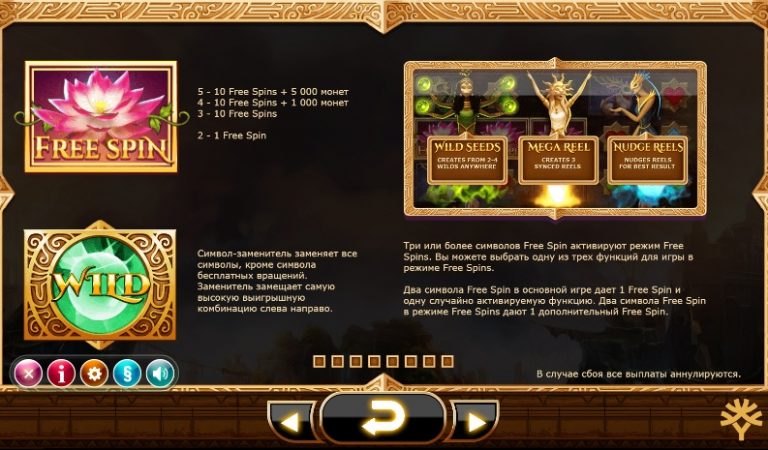 FREE SPIN
5 - 10 Free Spins + 5 000 монет
4 - 10 Free Spins + 1 000 монет
3 - 10 Free Spins
2 - 1 Free Spin
WILD SEEDS
CREATES FROM 2-4
WILDS ANYWHERE
MEGA REEL
CREATES 3
SYNCED REELS
NUDGE REELS
NUDGES REELS
FOR BEST RESULT
WILD
Символ-заменитель заменяет все
символы, кроме символа
бесплатных вращений.
Заменитель замещает самую
высокую выигрышную
комбинацию слева направо.
Три или более символов Free Spin активируют режим Free
Spins. Вы можете выбрать одну из трех функций для игры в
режиме Free Spins.
Два символа Free Spin в основной игре дает 1 Free Spin и
одну случайно активируемую функцию. Два символа Free Spin
в режиме Free Spins дают 1 дополнительный Free Spin.
В случае сбоя все выплаты аннулируются.